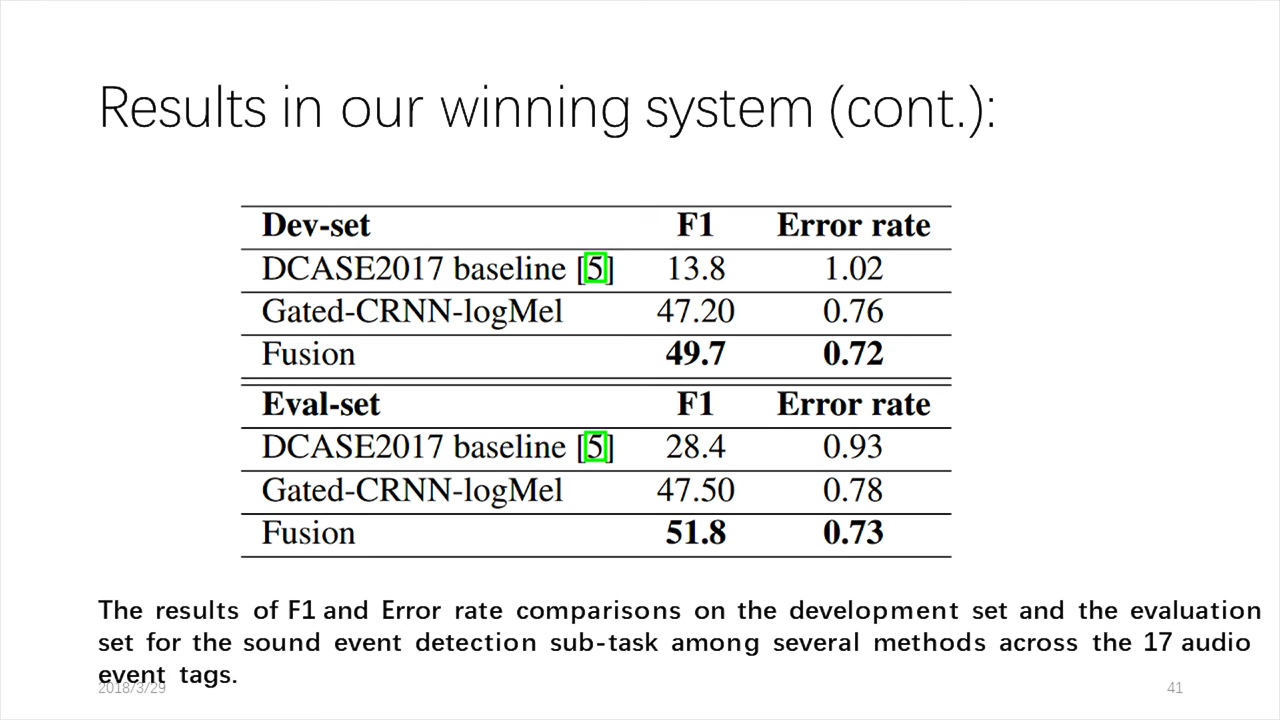 Results in our winning system (cont.):
Dev-set F1 Error rate
DCASE2017 baseline [5] 13.8 1.02
Gated-CRNN-logMel 47.20 0.76
Fusion 49.7 0.72
Eval-set F1 Error rate
DCASE2017 baseline [5] 28.4 0.93
Gated-CRNN-logMel 47.50 0.78
Fusion 51.8 0.73
The results of F1 and Error rate comparisons on the development set and the evaluation
set for the sound event detection sub-task among several methods across the 17 audio
event tags.
2018/3/29 41